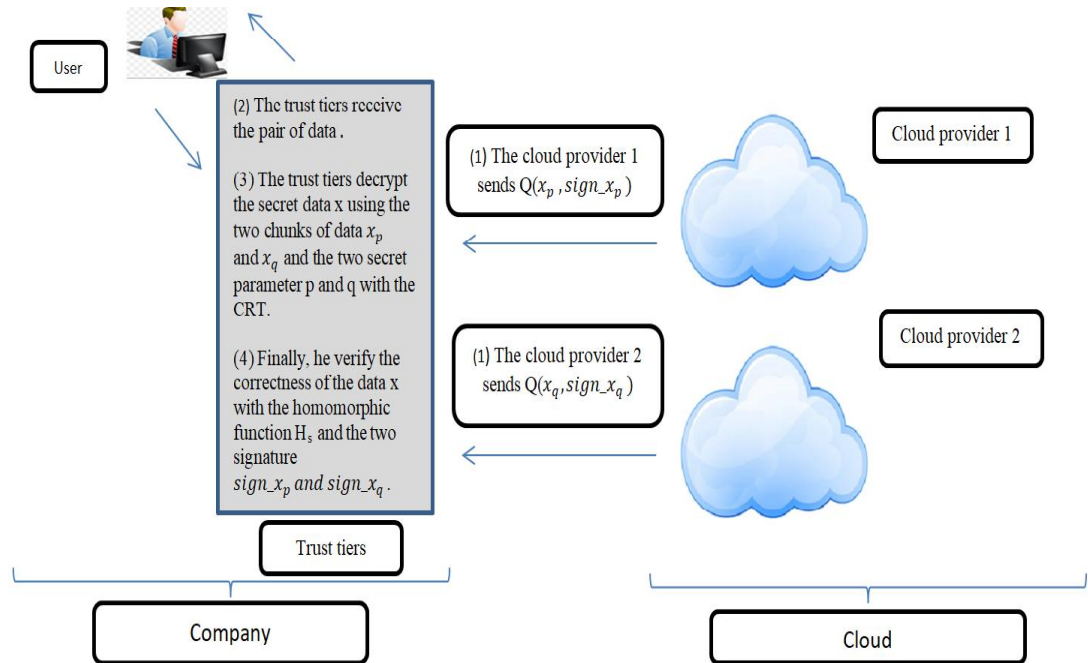 User
(2) The trust tiers receive
the pair of data .
(3) The trust tiers decrypt
the secret data x using the
two chunks of data x_p
and x_q and the two secret
parameter p and q with the
CRT.
(4) Finally, he verify the
correctness of the data x
with the homomorphic
function H_s and the two
signature
sign_x_p and sign_x_q .
Trust tiers
Company
(1) The cloud provider 1
sends Q(x_p ,sign_x_p)
Cloud provider 1
(1) The cloud provider 2
sends Q(x_q,sign_x_q)
Cloud provider 2
Cloud